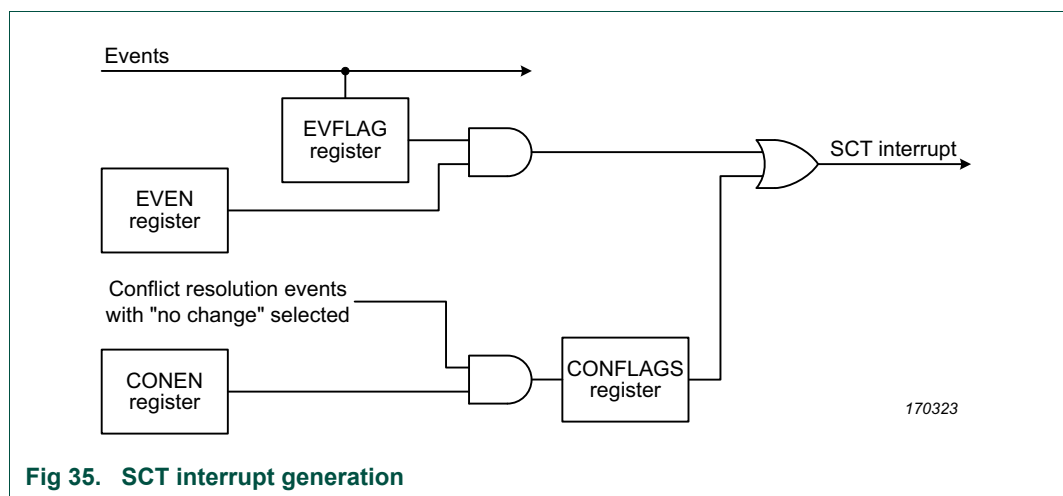 Events
EVFLAG
register
SCT interrupt
EVEN
register
Conflict resolution events
with "no change" selected
CONEN
register
CONFLAGS
register
170323
Fig 35. SCT interrupt generation